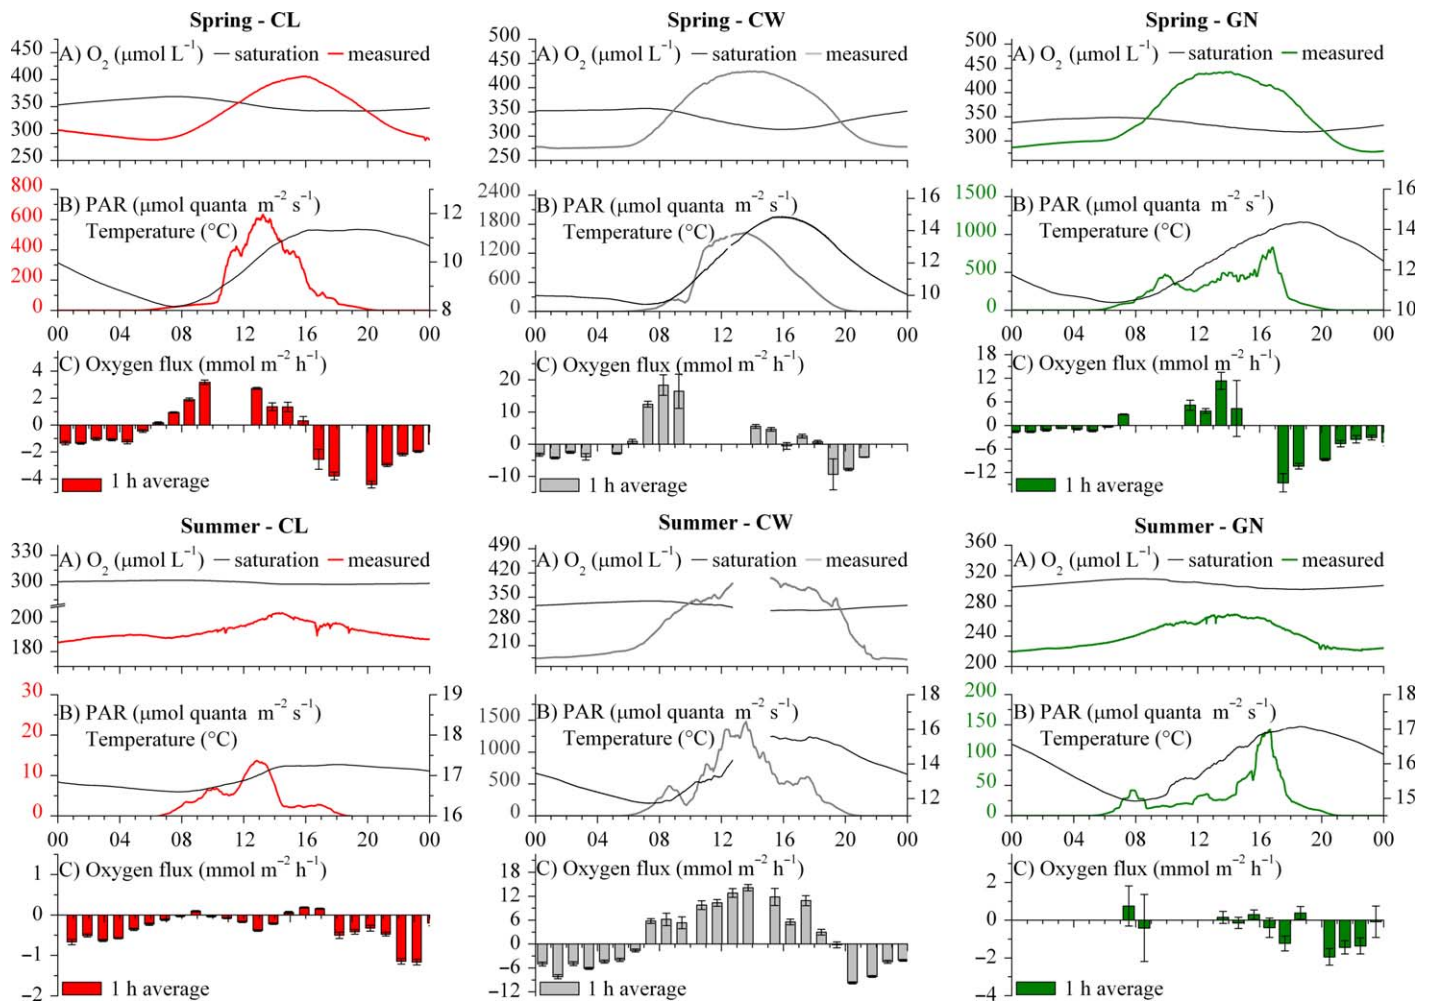 Spring - CL
A) O₂ (μmol L⁻¹) — saturation — measured
450
400
350
300
250
B) PAR (μmol quanta m⁻² s⁻¹)
Temperature (°C)
800
600
400
200
0
12
10
8
00 04 08 12 16 20 00
C) Oxygen flux (mmol m⁻² h⁻¹)
4
2
0
−2
−4
1 h average
Spring - CW
A) O₂ (μmol L⁻¹) — saturation — measured
500
450
400
350
300
250
B) PAR (μmol quanta m⁻² s⁻¹)
Temperature (°C)
2400
1800
1200
600
0
16
14
12
10
00 04 08 12 16 20 00
C) Oxygen flux (mmol m⁻² h⁻¹)
20
10
0
−10
1 h average
Spring - GN
A) O₂ (μmol L⁻¹) — saturation — measured
500
450
400
350
300
B) PAR (μmol quanta m⁻² s⁻¹)
Temperature (°C)
1500
1000
500
0
16
14
12
10
00 04 08 12 16 20 00
C) Oxygen flux (mmol m⁻² h⁻¹)
18
12
6
0
−6
−12
1 h average
Summer - CL
A) O₂ (μmol L⁻¹) — saturation — measured
330
300
200
180
B) PAR (μmol quanta m⁻² s⁻¹)
Temperature (°C)
30
20
10
0
19
18
17
16
00 04 08 12 16 20 00
C) Oxygen flux (mmol m⁻² h⁻¹)
1
0
−1
−2
1 h average
Summer - CW
A) O₂ (μmol L⁻¹) — saturation — measured
490
420
350
280
210
B) PAR (μmol quanta m⁻² s⁻¹)
Temperature (°C)
1500
1000
500
0
18
16
14
12
00 04 08 12 16 20 00
C) Oxygen flux (mmol m⁻² h⁻¹)
18
12
6
0
−6
−12
1 h average
Summer - GN
A) O₂ (μmol L⁻¹) — saturation — measured
360
320
280
240
200
B) PAR (μmol quanta m⁻² s⁻¹)
Temperature (°C)
200
150
100
50
0
18
17
16
15
00 04 08 12 16 20 00
C) Oxygen flux (mmol m⁻² h⁻¹)
2
0
−2
−4
1 h average